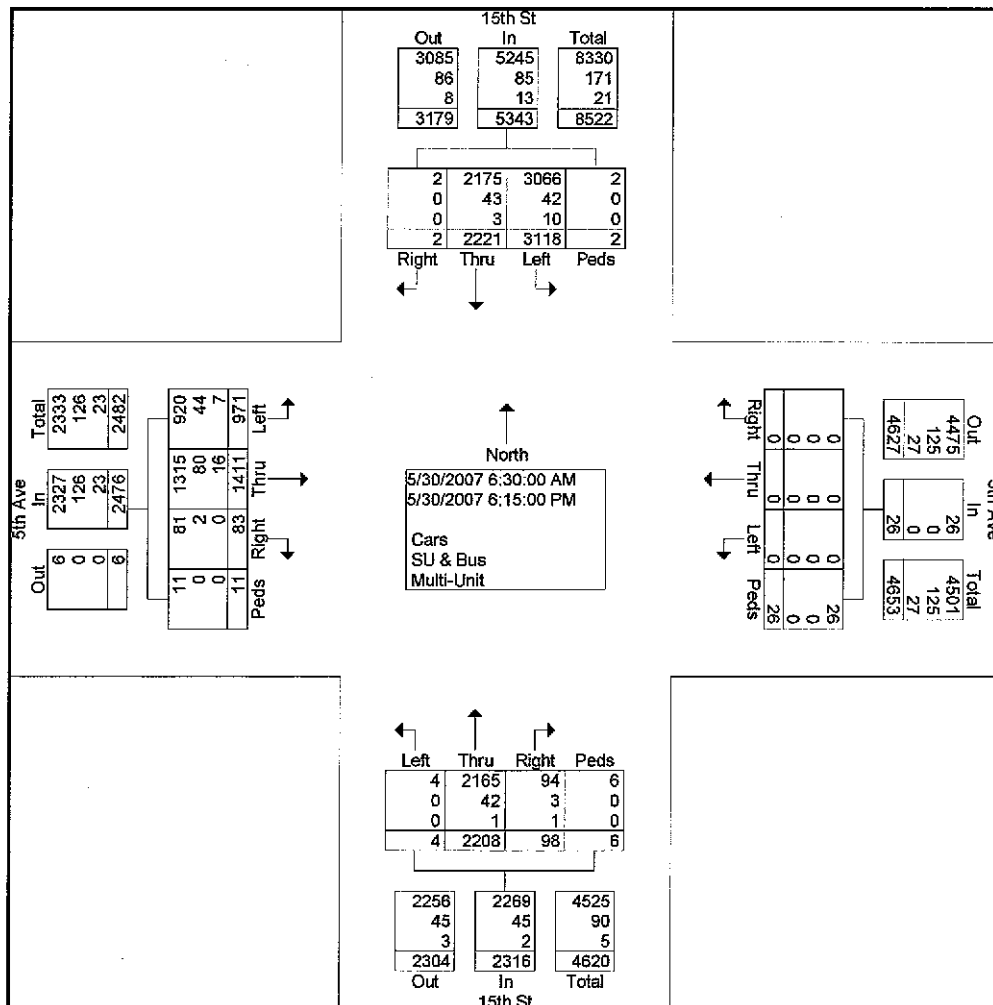 15th St
Out In Total
3085 5245 8330
86 85 171
8 13 21
3179 5343 8522
2 2175 3066 2
0 43 42 0
0 3 10 0
2 2221 3118 2
Right Thru Left Peds
5th Ave
Total In Out
2333 2327 6
126 126 0
23 23 0
2482 2476 6
920 1315 81 11
44 80 2 0
7 16 0 0
971 1411 83 11
Left Thru Right Peds
North
5/30/2007 6:30:00 AM
5/30/2007 6:15:00 PM
Cars
SU & Bus
Multi-Unit
Right Thru Left Peds
0 0 0 26
0 0 0 0
0 0 0 0
0 0 0 26
Out In Total
4475 26 4501
125 0 125
27 0 27
4627 26 4653
Ave
Left Thru Right Peds
4 2165 94 6
0 42 3 0
0 1 1 0
4 2208 98 6
2256 2269 4525
45 45 90
3 2 5
2304 2316 4620
Out In Total
15th St